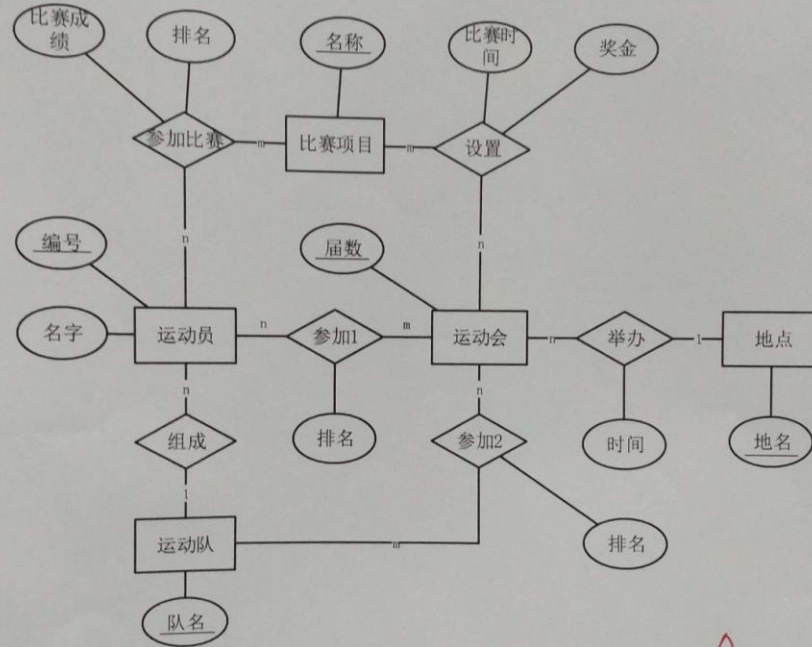 比赛成
绩
排名
名称
比赛时
间
奖金
参加比赛
m
比赛项目
m
设置
n
n
编号
届数
名字
运动员
n
参加1
m
运动会
n
举办
1
地点
n
n
组成
排名
参加2
时间
地名
1
运动队
m
排名
队名